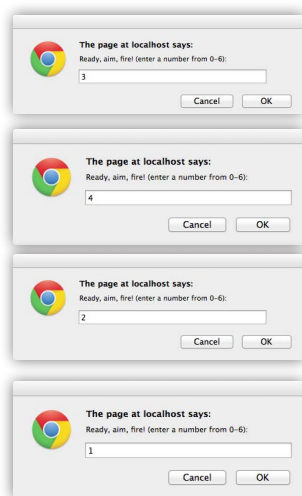 The page at localhost says:
Ready, aim, fire! (enter a number from 0-6):
3
Cancel OK
The page at localhost says:
Ready, aim, fire! (enter a number from 0-6):
4
Cancel OK
The page at localhost says:
Ready, aim, fire! (enter a number from 0-6):
2
Cancel OK
The page at localhost says:
Ready, aim, fire! (enter a number from 0-6):
1
Cancel OK